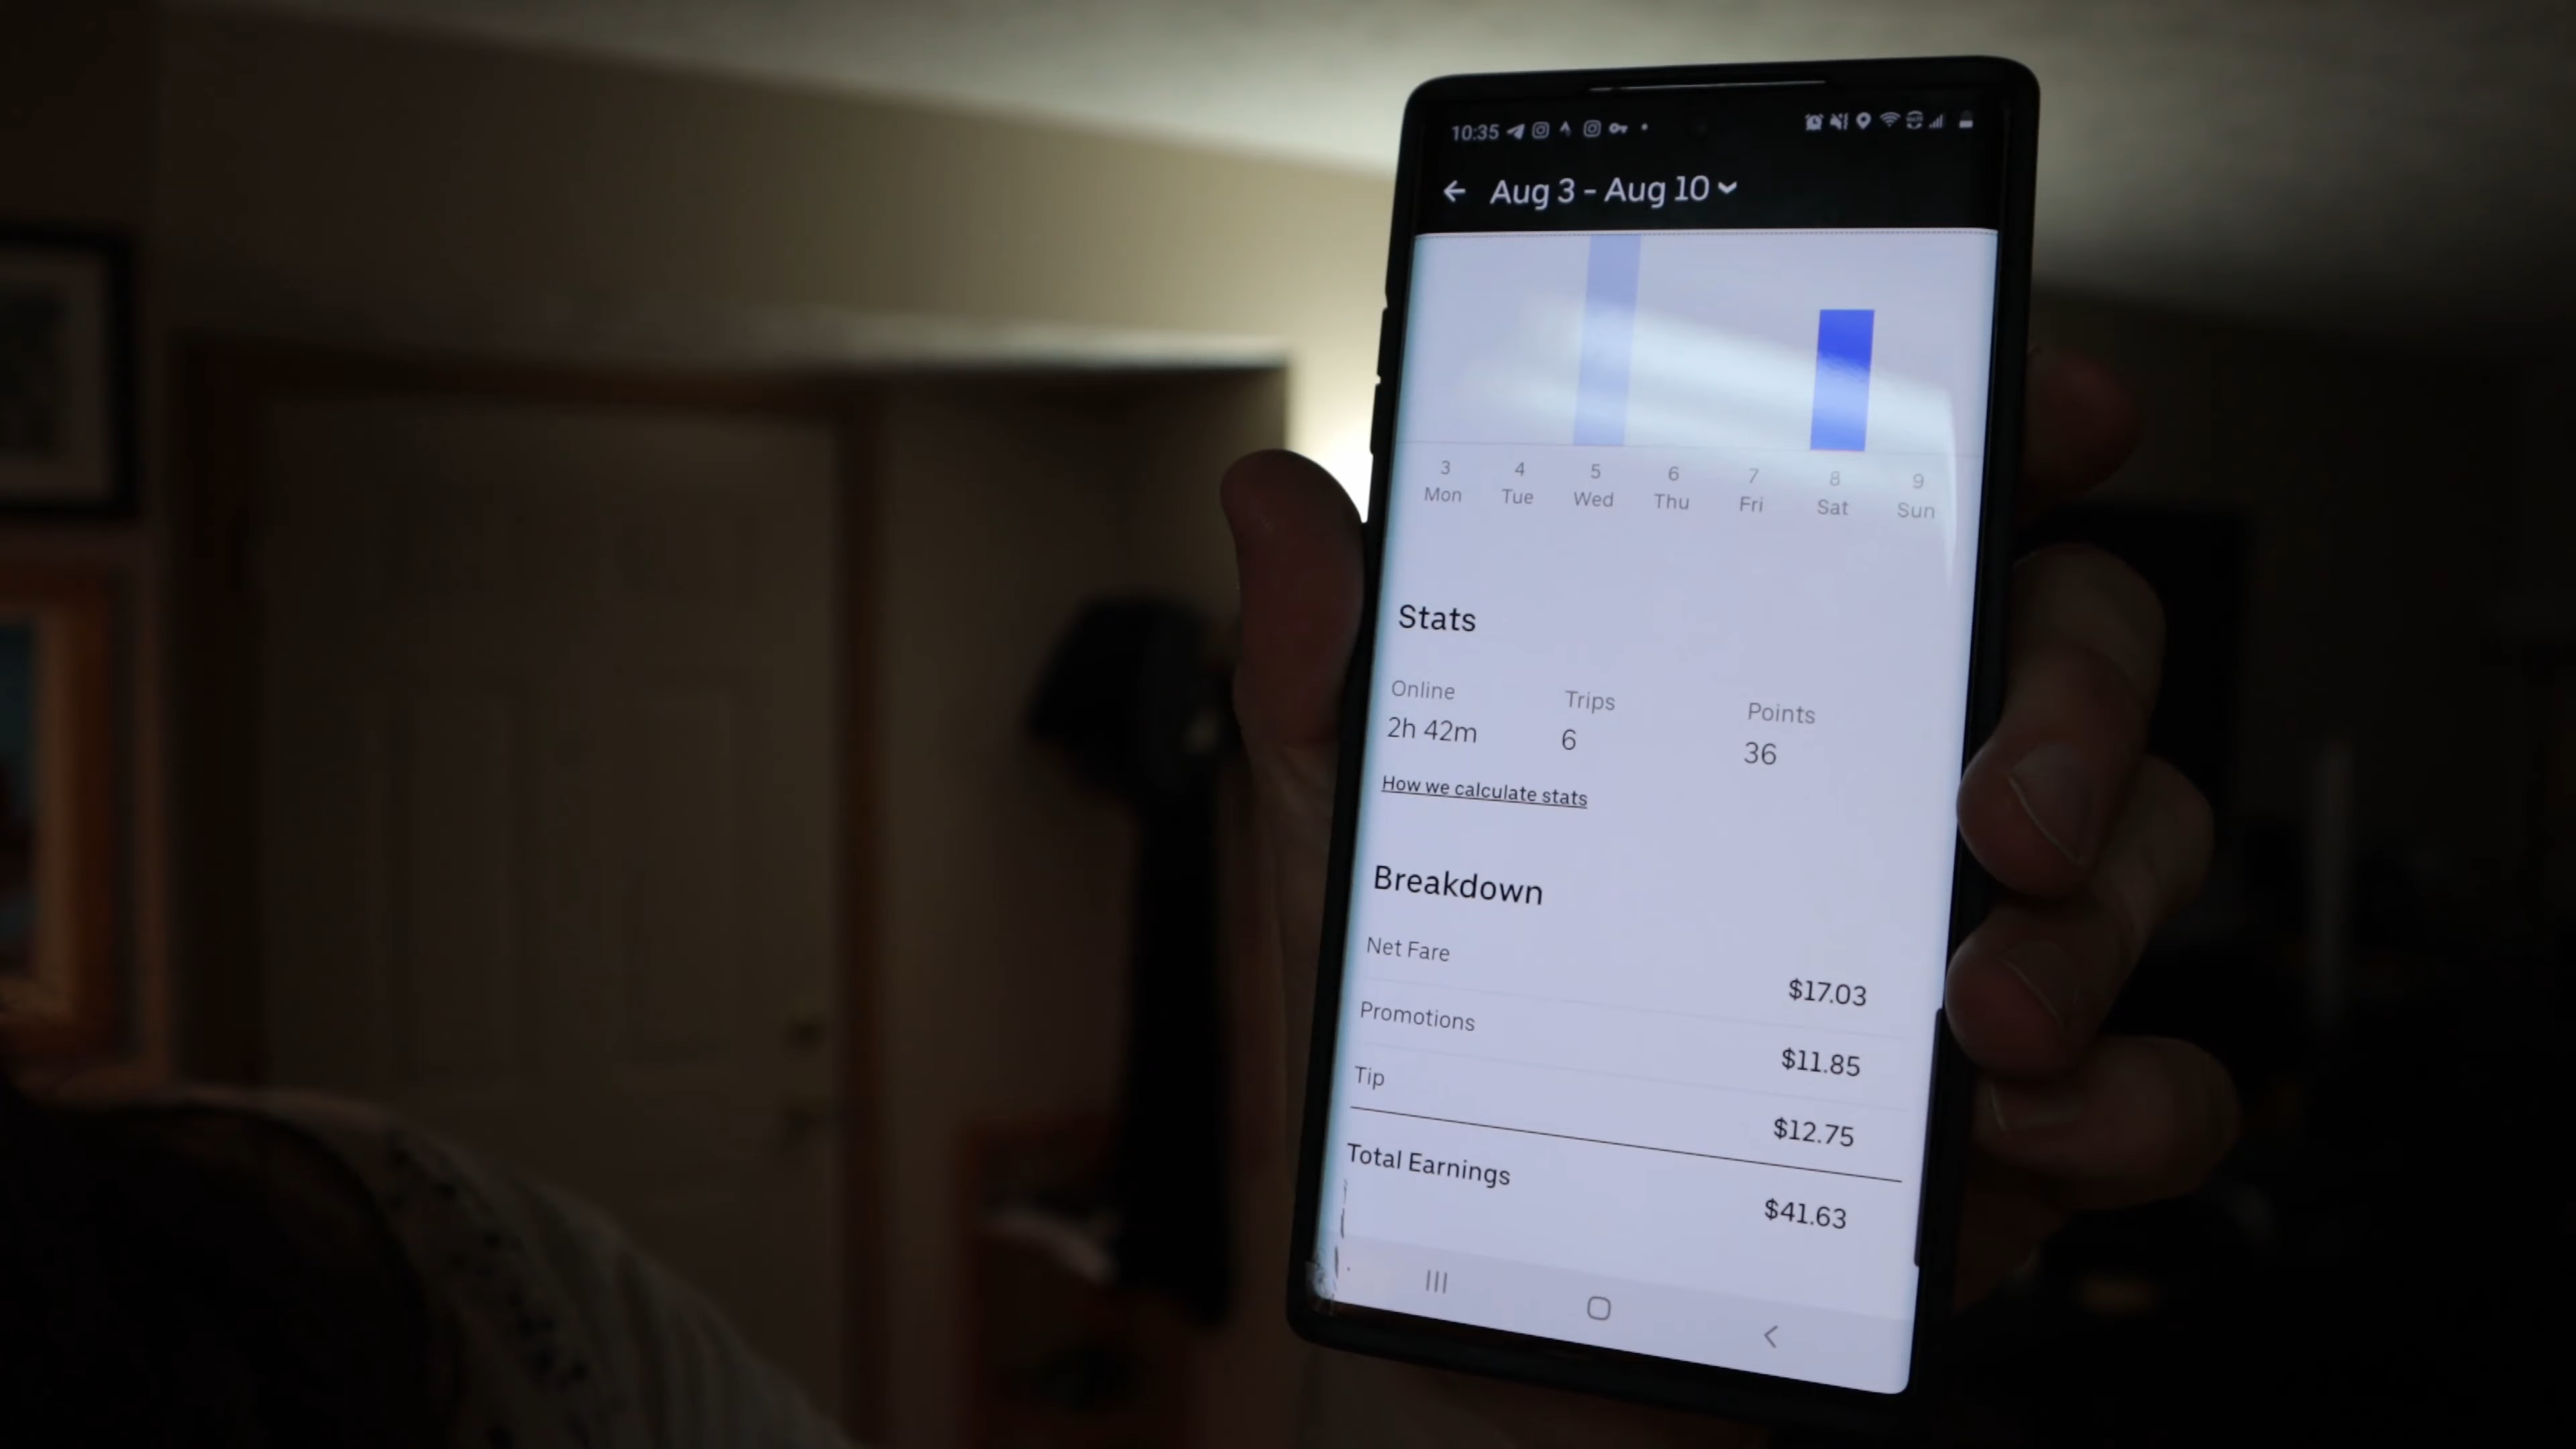 10:35
Aug 3 - Aug 10
3 4 5 6 7 8 9
Mon Tue Wed Thu Fri Sat Sun
Stats
Online Trips Points
2h 42m 6 36
How we calculate stats
Breakdown
Net Fare $17.03
Promotions $11.85
Tip $12.75
Total Earnings $41.63